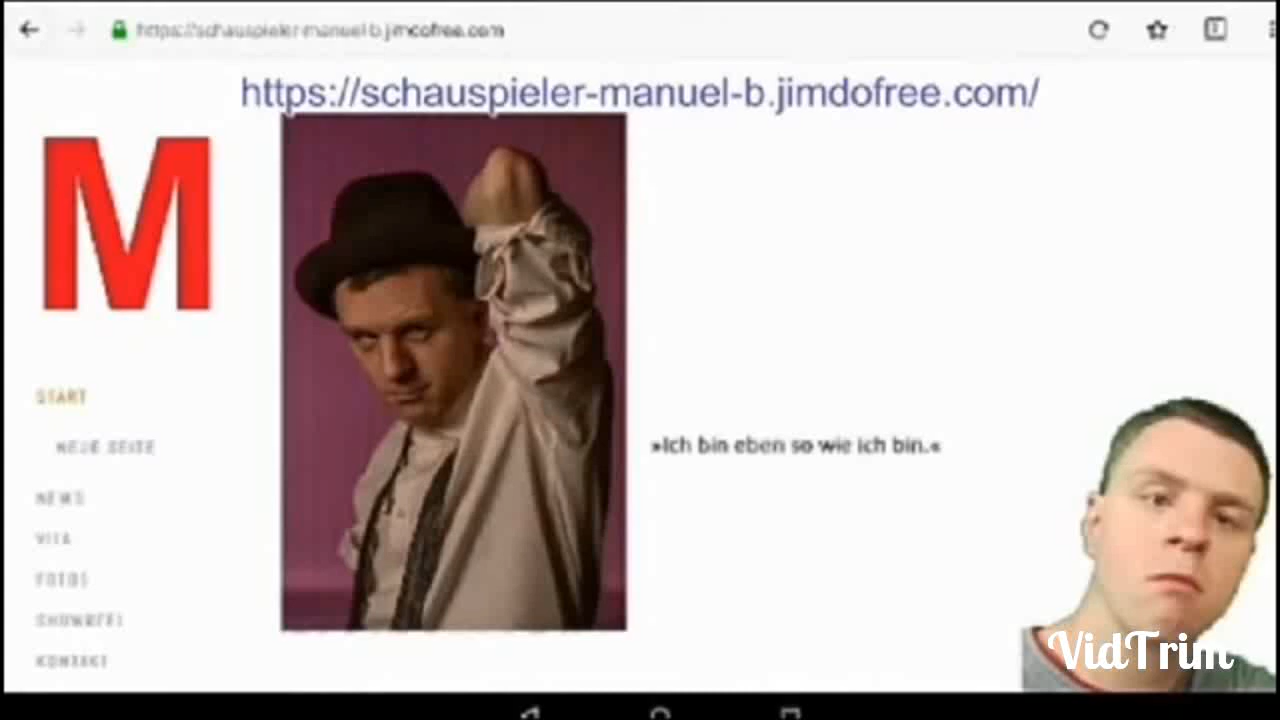 https://schauspieler-manuel-b.jimdofree.com
https://schauspieler-manuel-b.jimdofree.com/
M
START
NEUE SEITE
NEWS
VITA
FOTOS
SHOWREEL
KONTAKT
»Ich bin eben so wie ich bin.«
VidTrim